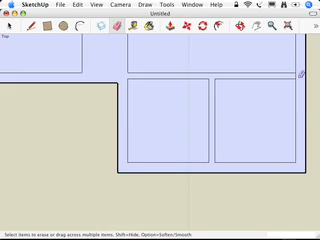 SketchUp File Edit View Camera Draw Tools Window Help
Untitled
Top
Select items to erase or drag across multiple items. Shift=Hide, Option=Soften/Smooth